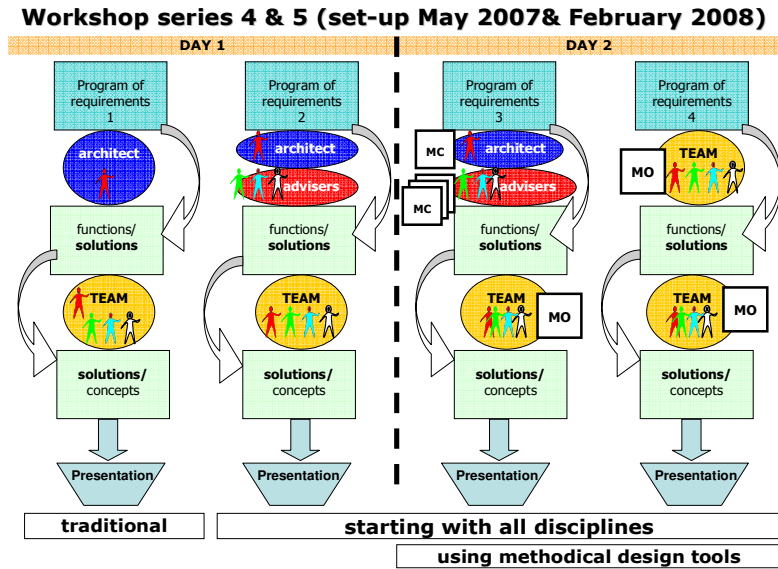 Workshop series 4 & 5 (set-up May 2007& February 2008)
DAY 1
DAY 2
Program of
requirements
1
architect
functions/
solutions
TEAM
solutions/
concepts
Presentation
Program of
requirements
2
architect
advisers
functions/
solutions
TEAM
solutions/
concepts
Presentation
Program of
requirements
3
MC
architect
MC
advisers
functions/
solutions
TEAM
MO
solutions/
concepts
Presentation
Program of
requirements
4
MO
TEAM
functions/
solutions
TEAM
MO
solutions/
concepts
Presentation
traditional
starting with all disciplines
using methodical design tools